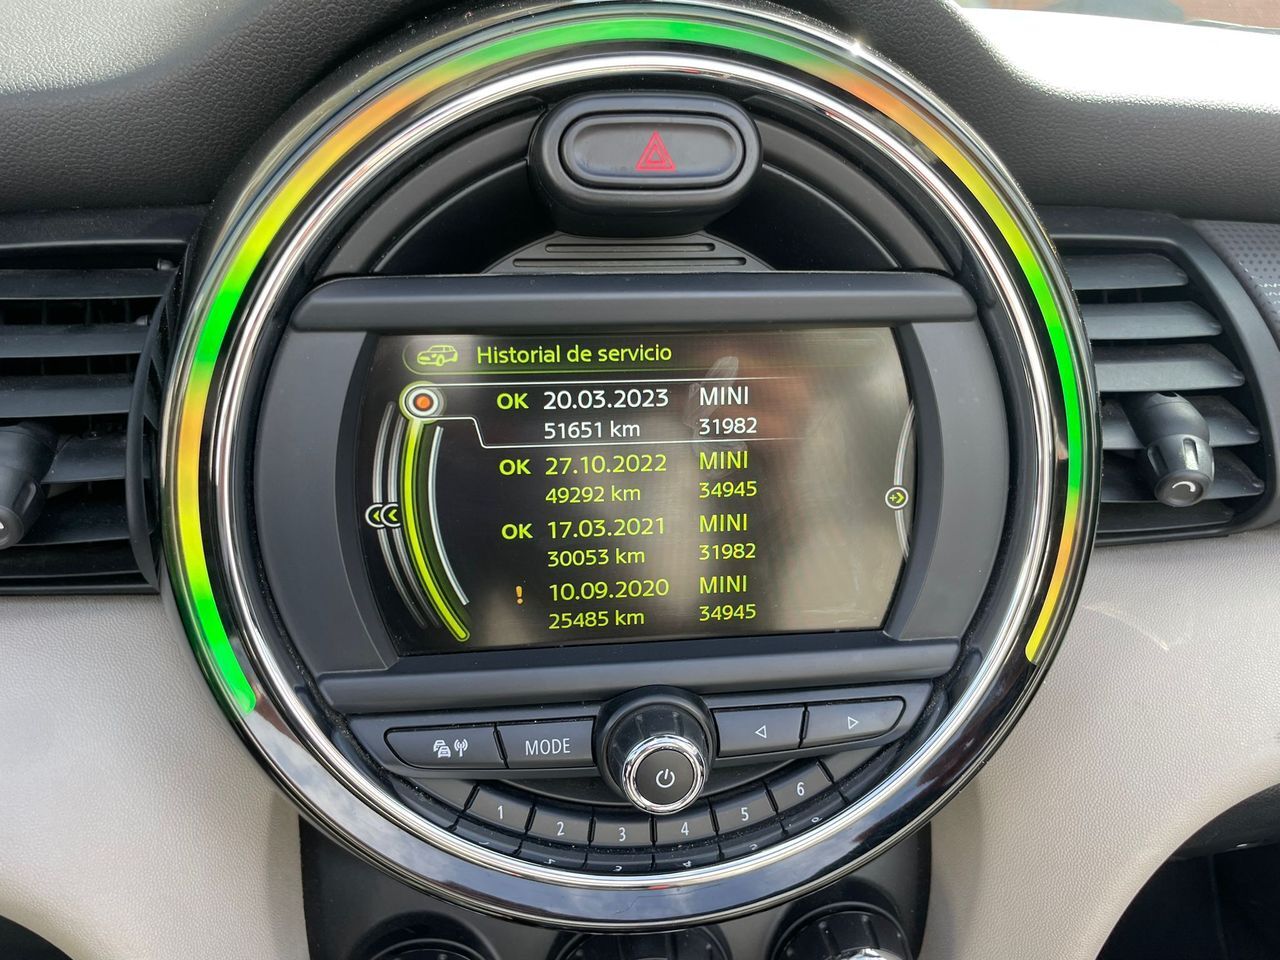 Historial de servicio
OK 20.03.2023 MINI
51651 km 31982
OK 27.10.2022 MINI
49292 km 34945
OK 17.03.2021 MINI
30053 km 31982
! 10.09.2020 MINI
25485 km 34945
MODE
1 2 3 4 5 6